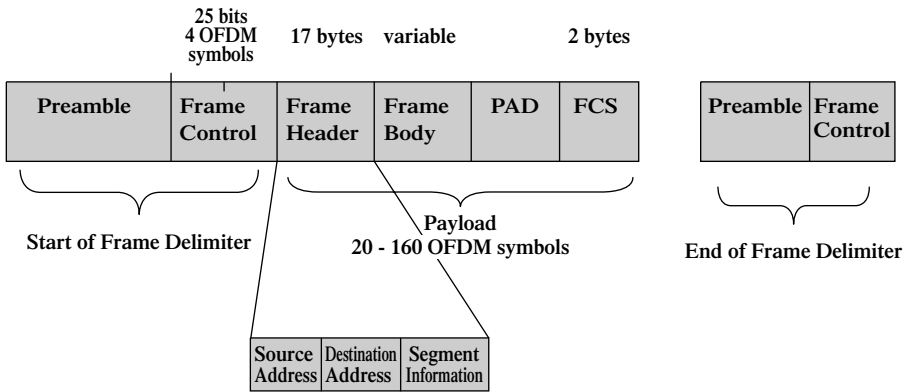 25 bits
4 OFDM
symbols
17 bytes
variable
2 bytes
Preamble
Frame
Control
Frame
Header
Frame
Body
PAD
FCS
Preamble
Frame
Control
Start of Frame Delimiter
Payload
20 - 160 OFDM symbols
End of Frame Delimiter
Source
Address
Destination
Address
Segment
Information